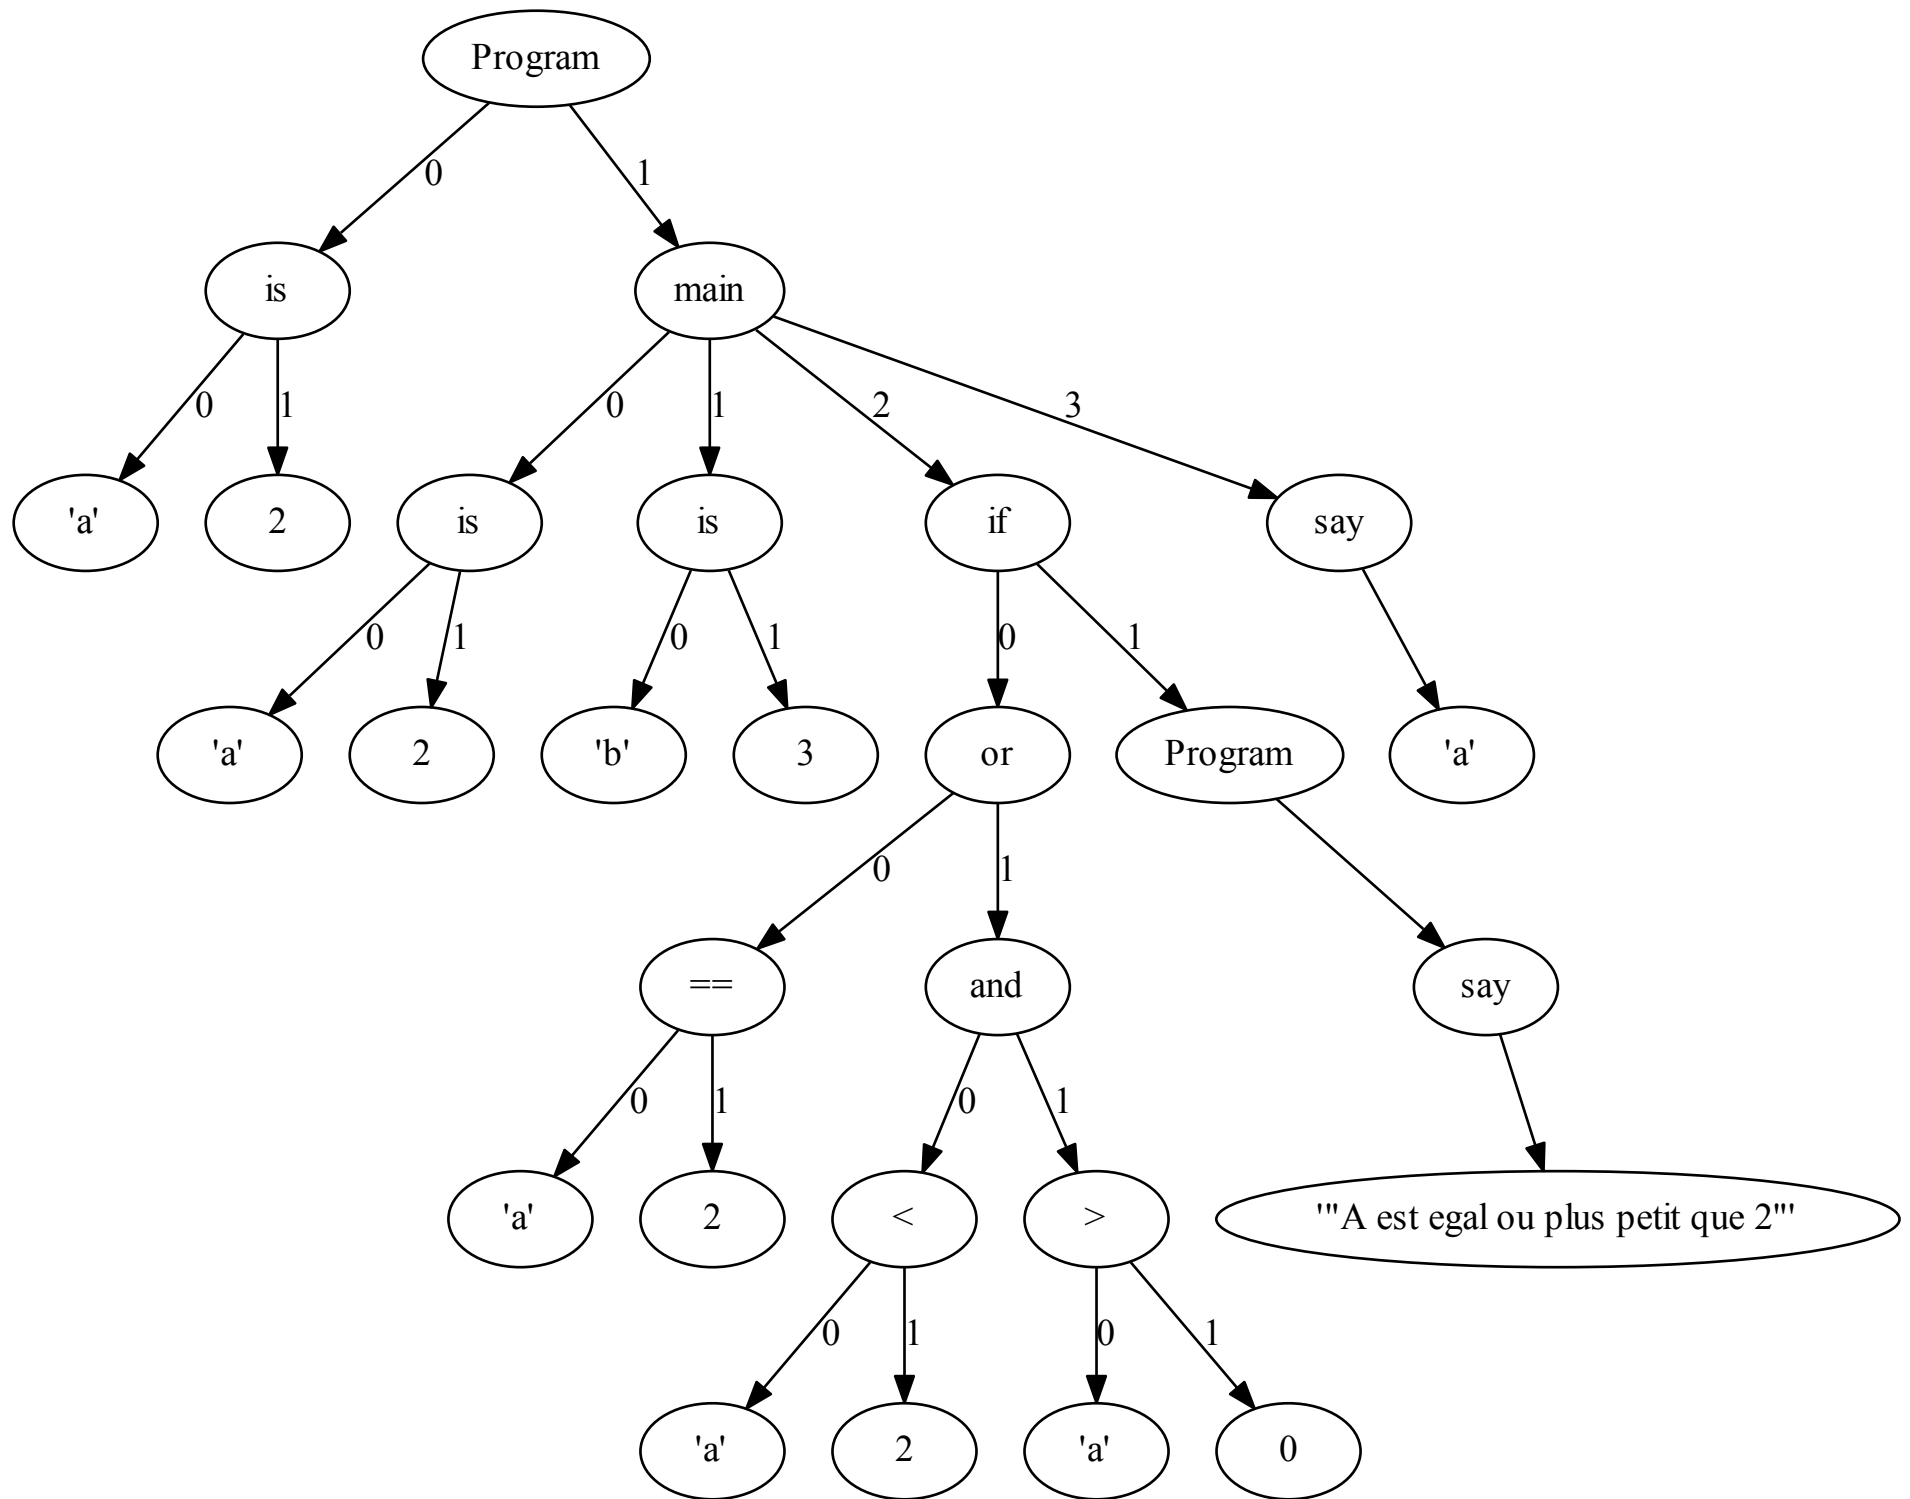 Program
0
1
is
main
0
1
0
1
2
3
'a'
2
is
is
if
say
0
1
0
1
0
1
'a'
2
'b'
3
or
Program
'a'
0
1
==
and
say
0
1
0
1
'a'
2
<
>
'"A est egal ou plus petit que 2"'
0
1
0
1
'a'
2
'a'
0